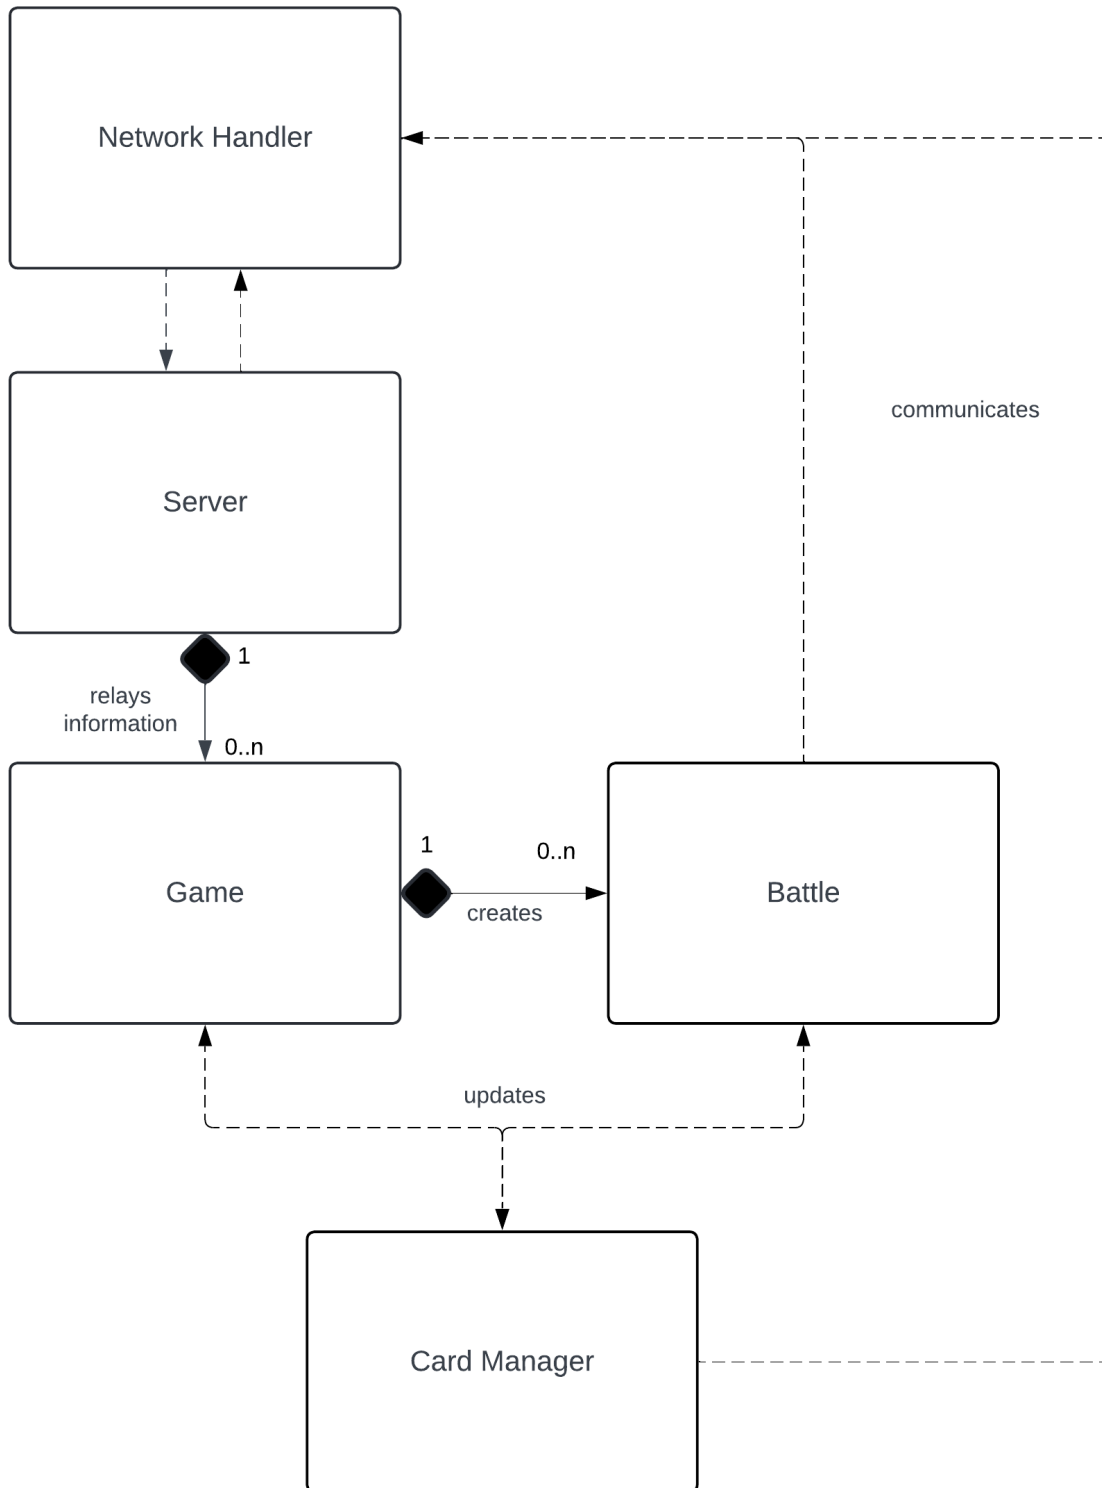 Network Handler
communicates
Server
1
relays
information
0..n
Game
1
0..n
creates
Battle
updates
Card Manager